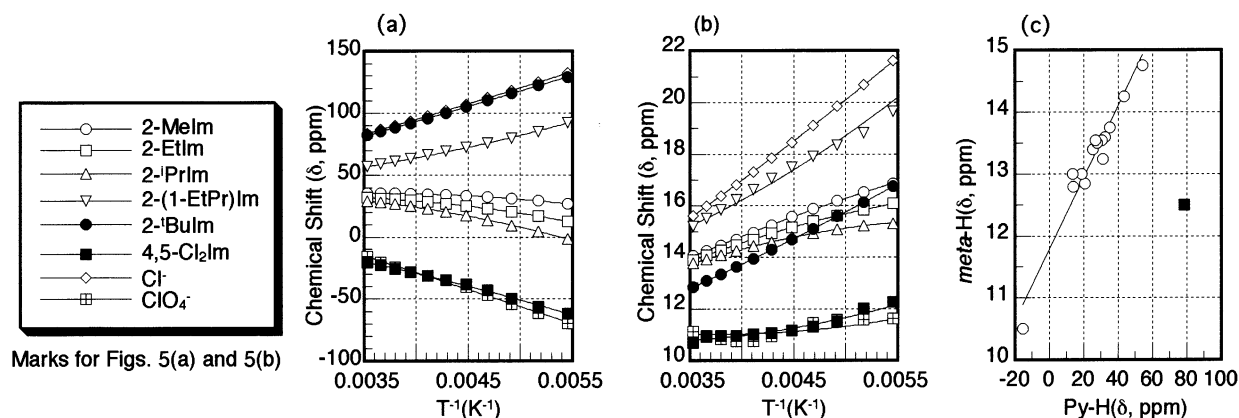 2-MeIm
2-EtIm
2-ⁱPrIm
2-(1-EtPr)Im
2-ᵗBuIm
4,5-Cl₂Im
Cl⁻
ClO₄⁻
Marks for Figs. 5(a) and 5(b)
(a)
150
100
50
0
-50
-100
Chemical Shift (δ, ppm)
0.0035
0.0045
0.0055
T⁻¹(K⁻¹)
(b)
22
20
18
16
14
12
10
Chemical Shift (δ, ppm)
0.0035
0.0045
0.0055
T⁻¹(K⁻¹)
(c)
15
14
13
12
11
10
meta-H(δ, ppm)
-20
0
20
40
60
80
100
Py-H(δ, ppm)